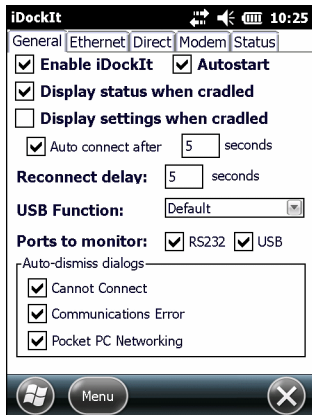 iDockIt 10:25
General Ethernet Direct Modem Status
Enable iDockIt Autostart
Display status when cradled
Display settings when cradled
Auto connect after 5 seconds
Reconnect delay: 5 seconds
USB Function: Default
Ports to monitor: RS232 USB
Auto-dismiss dialogs
Cannot Connect
Communications Error
Pocket PC Networking
Menu